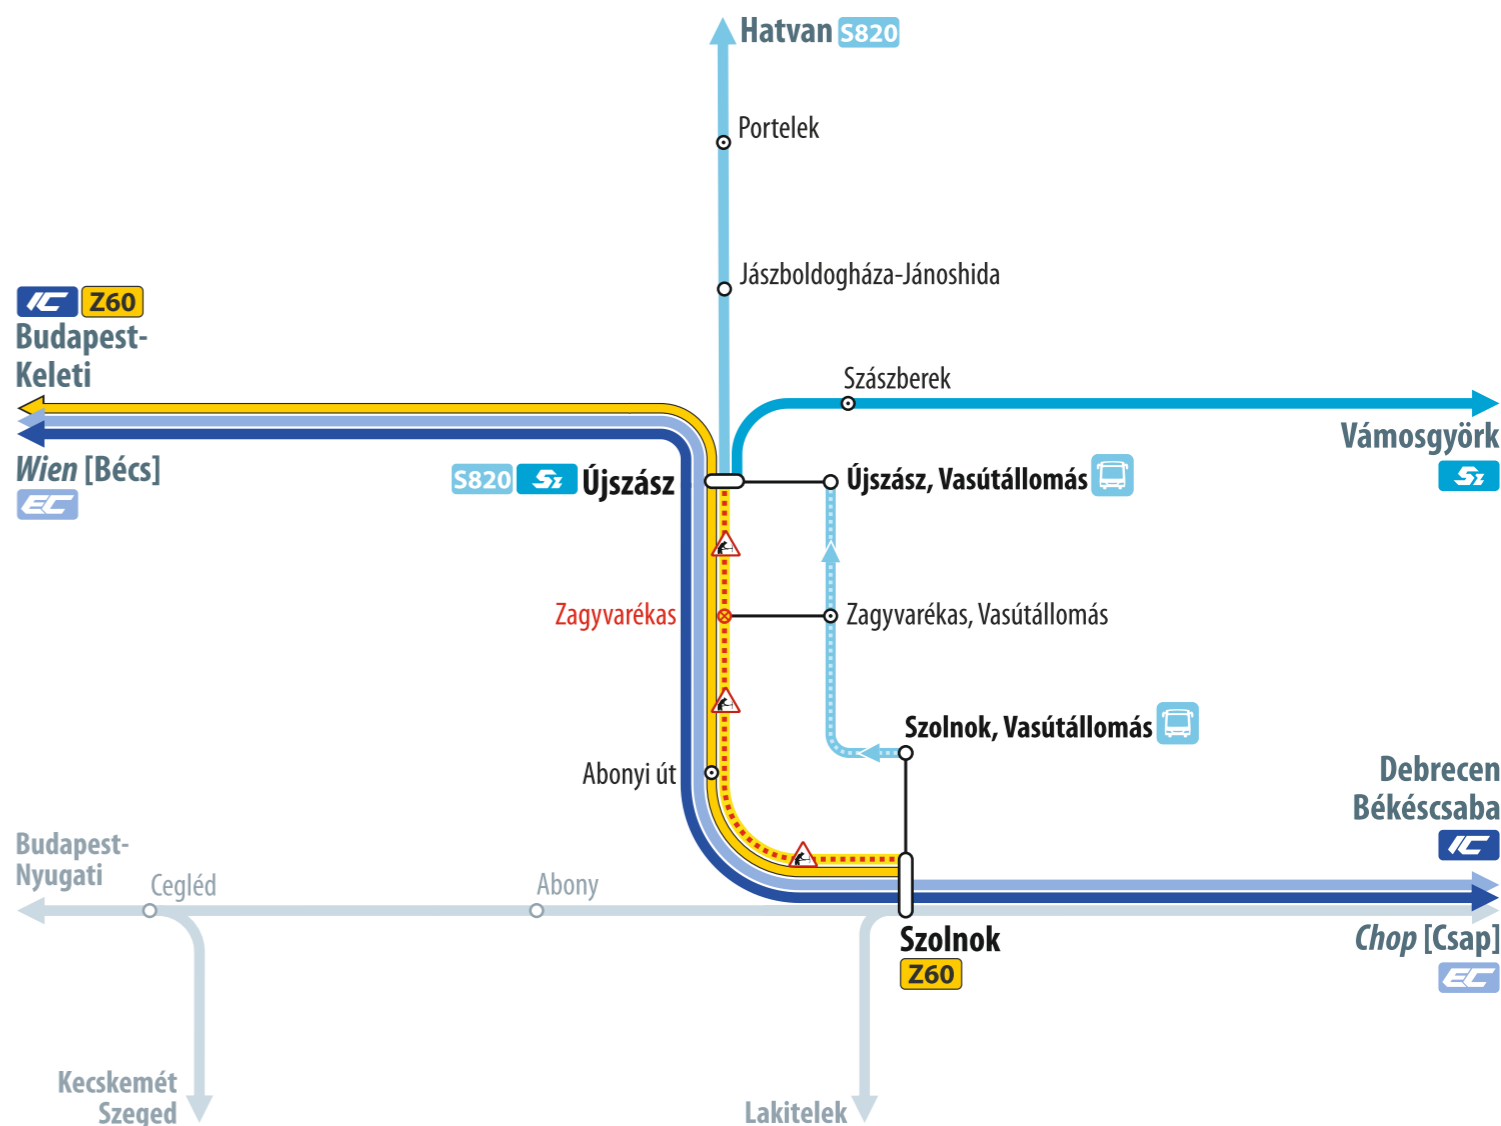 Hatvan S820
Portelek
Jászboldogháza-Jánoshida
IC Z60
Budapest-
Keleti
Szászberek
Wien [Bécs]
EC
Vámosgyörk
Sz
S820 Sz Újszász
Újszász, Vasútállomás
Zagyvarékas
Zagyvarékas, Vasútállomás
Szolnok, Vasútállomás
Abonyi út
Debrecen
Békéscsaba
IC
Budapest-
Nyugati
Cegléd
Abony
Szolnok
Z60
Chop [Csap]
EC
Kecskemét
Szeged
Lakitelek